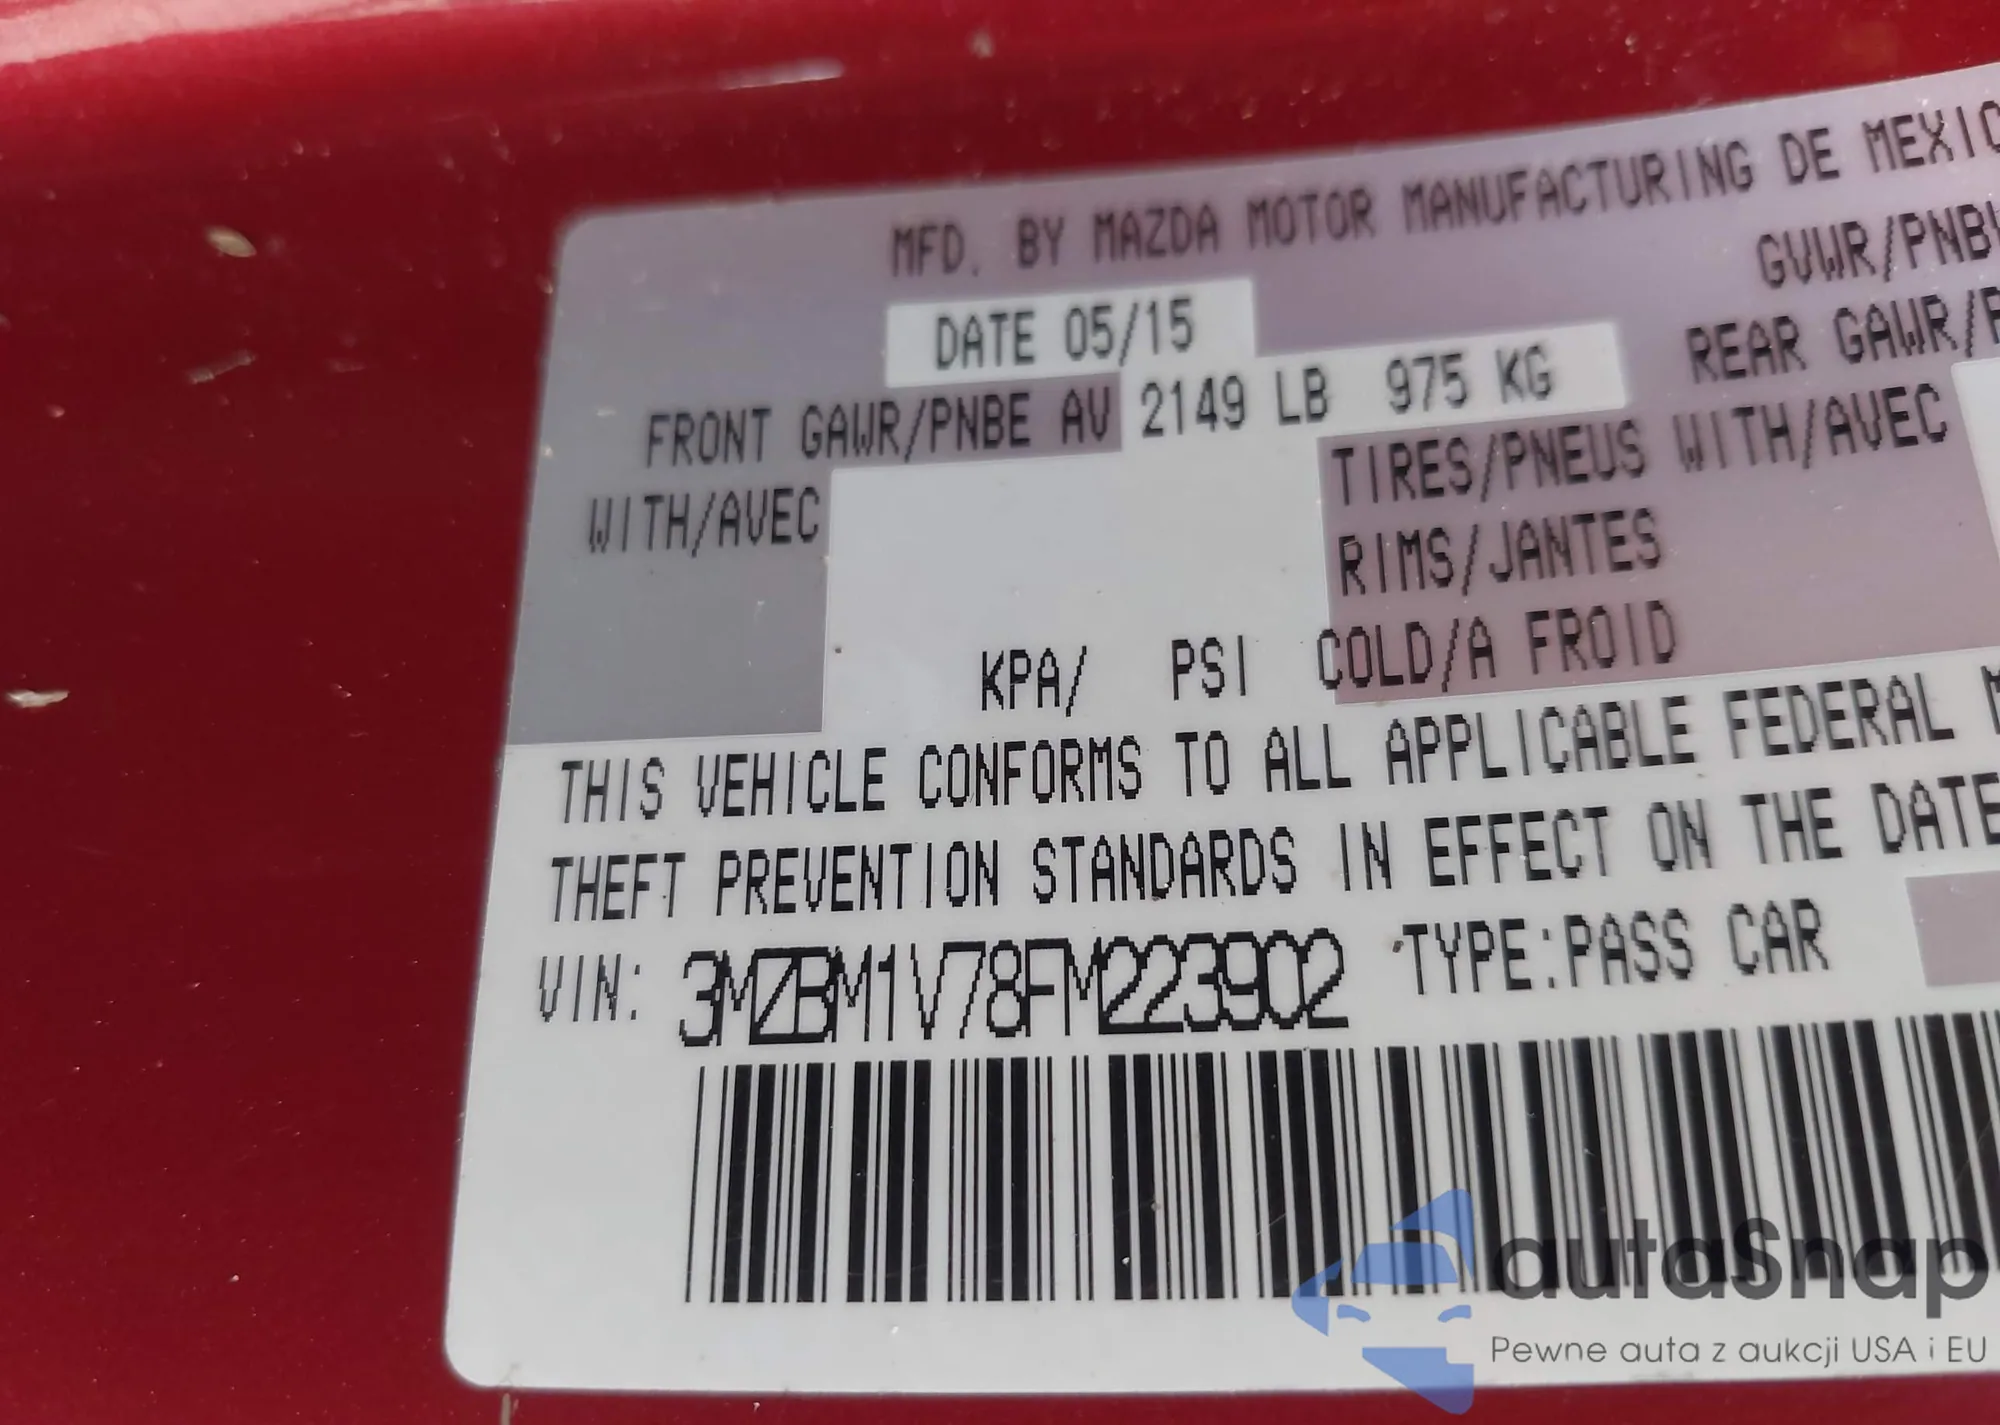 MFD. BY MAZDA MOTOR MANUFACTURING DE MEXIC
DATE 05/15
GVWR/PNBV
FRONT GAWR/PNBE AV 2149 LB 975 KG
REAR GAWR/P
WITH/AVEC
TIRES/PNEUS WITH/AVEC
RIMS/JANTES
KPA/ PSI COLD/A FROID
THIS VEHICLE CONFORMS TO ALL APPLICABLE FEDERAL M
THEFT PREVENTION STANDARDS IN EFFECT ON THE DATE
VIN: 3MZBM1V78FM223902 TYPE:PASS CAR
autaSnap
Pewne auta z aukcji USA i EU